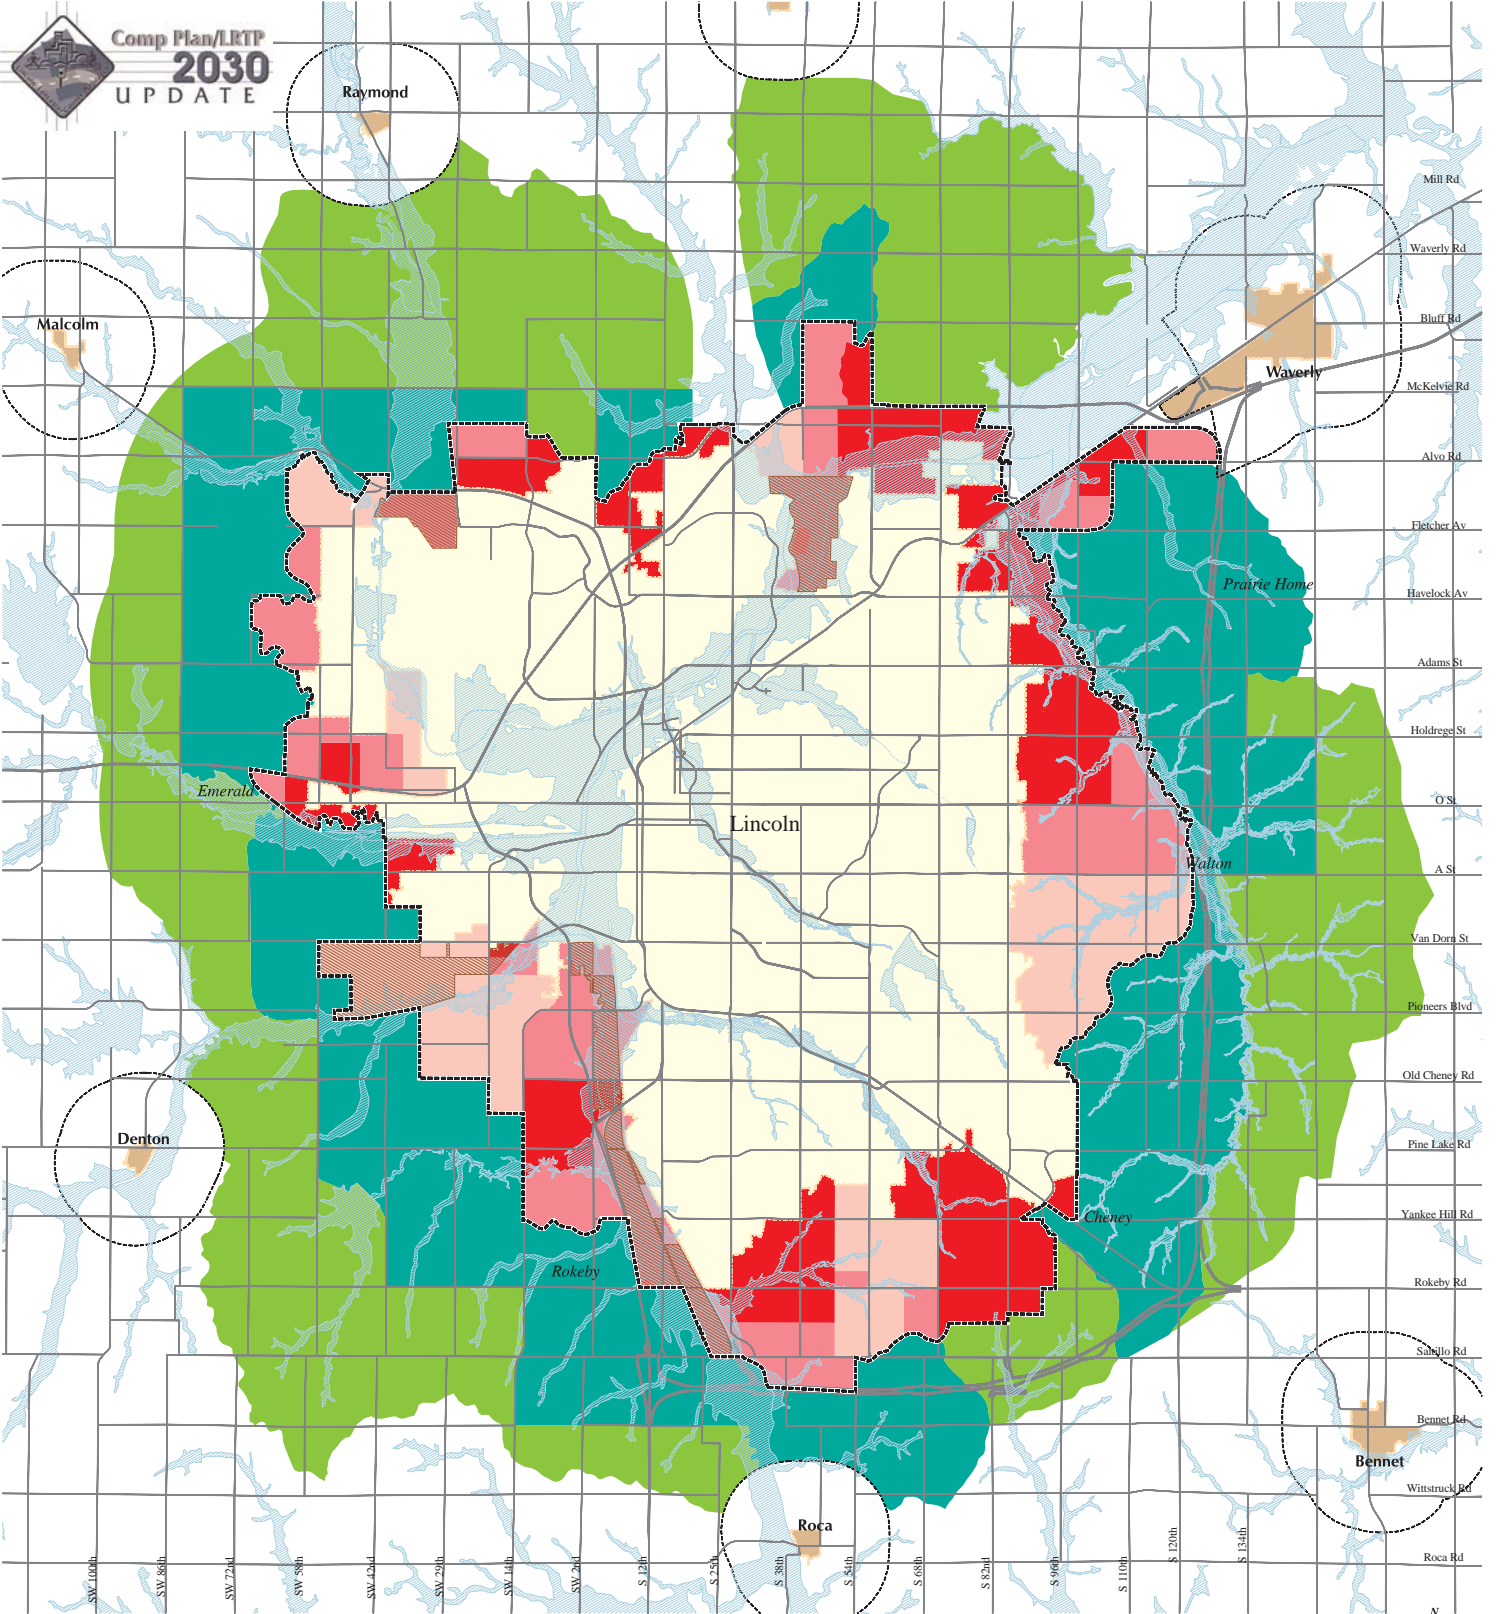 Comp Plan/LRTP
2030
UPDATE
Raymond
Mill Rd
Waverly Rd
Malcolm
Bluff Rd
Waverly
McKelvie Rd
Alvo Rd
Fletcher Av
Prairie Home
Havelock Av
Adams St
Holdrege St
Emerald
O St
Lincoln
Walton
A St
Van Dorn St
Pioneers Blvd
Old Cheney Rd
Denton
Pine Lake Rd
Cheney
Yankee Hill Rd
Rokeby
Rokeby Rd
Saltillo Rd
Bennet Rd
Bennet
Wittstruck Rd
Roca
Roca Rd
SW 100th
SW 86th
SW 72nd
SW 58th
SW 42nd
SW 29th
SW 14th
SW 2nd
S 12th
S 25th
S 38th
S 54th
S 68th
S 82nd
S 96th
S 110th
S 120th
S 134th
N